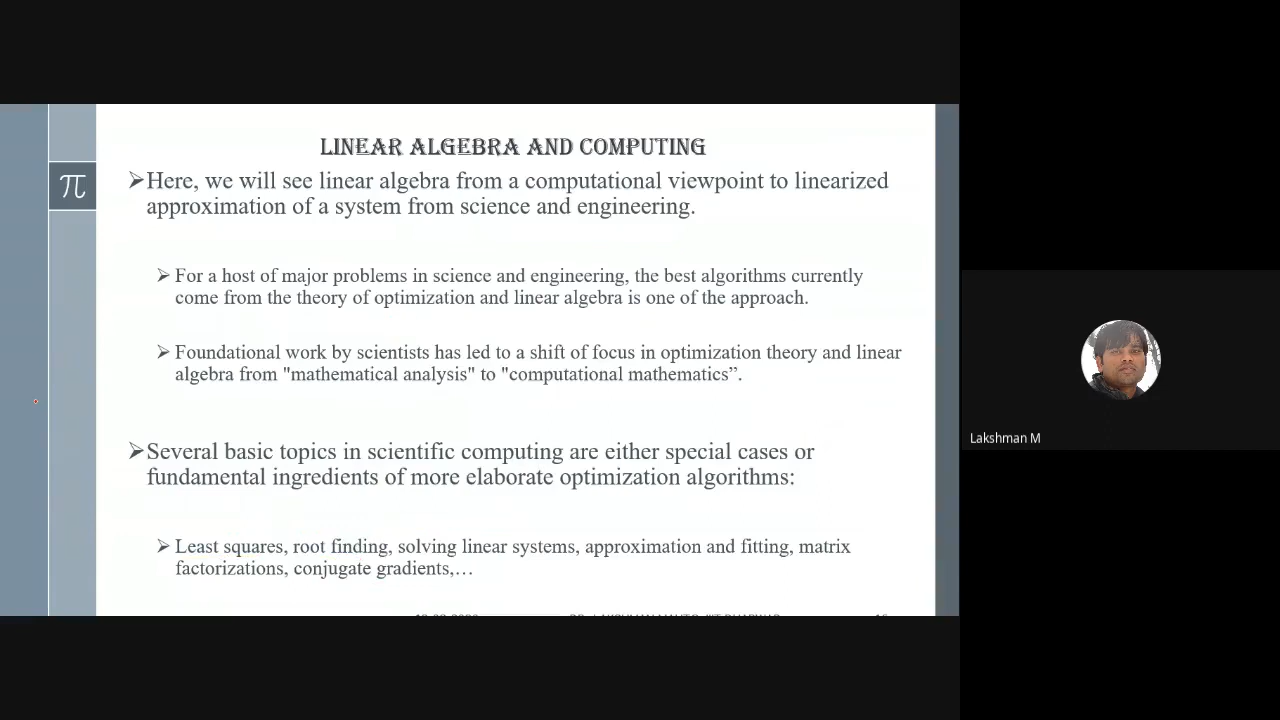 LINEAR ALGEBRA AND COMPUTING
π
➢Here, we will see linear algebra from a computational viewpoint to linearized
approximation of a system from science and engineering.
➢ For a host of major problems in science and engineering, the best algorithms currently
come from the theory of optimization and linear algebra is one of the approach.
➢ Foundational work by scientists has led to a shift of focus in optimization theory and linear
algebra from "mathematical analysis" to "computational mathematics”.
➢Several basic topics in scientific computing are either special cases or
fundamental ingredients of more elaborate optimization algorithms:
➢ Least squares, root finding, solving linear systems, approximation and fitting, matrix
factorizations, conjugate gradients,…
Lakshman M